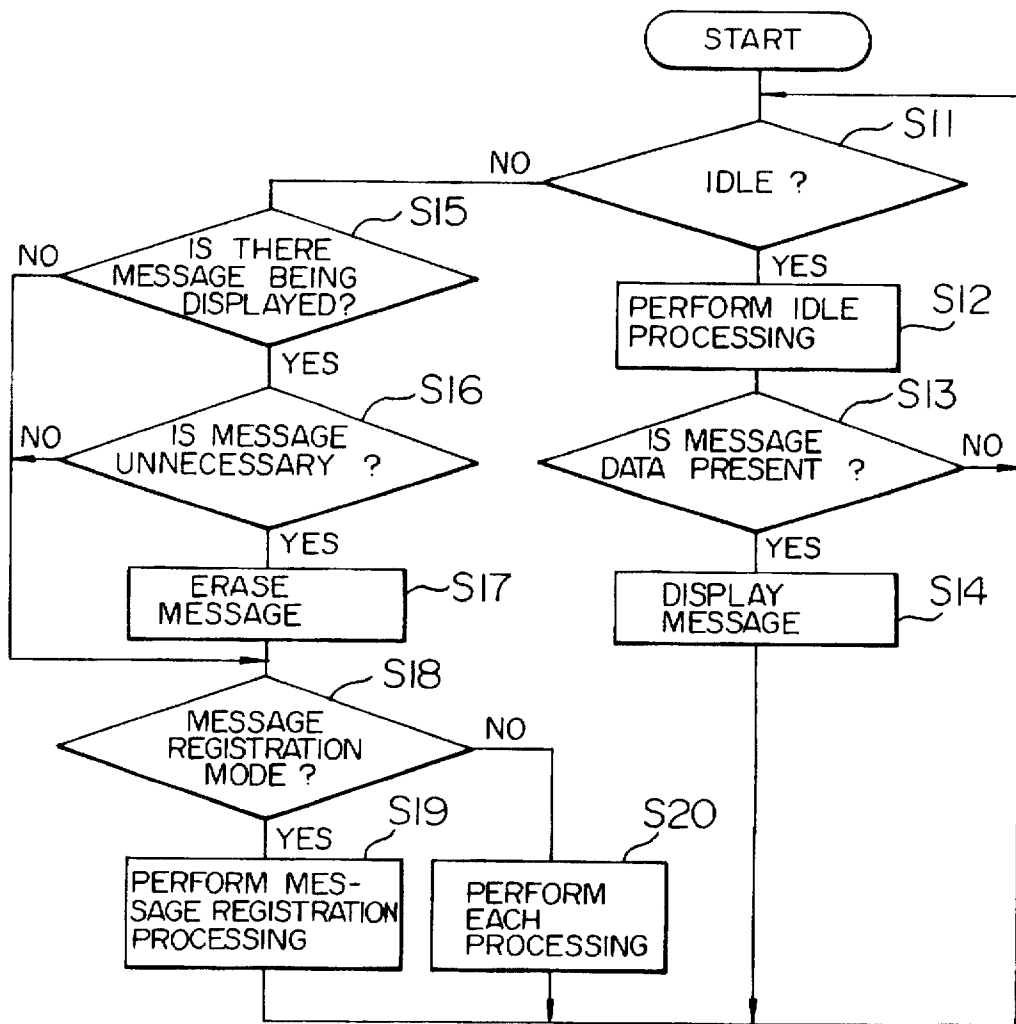 START
S11
NO
IDLE ?
S15
NO
IS THERE
MESSAGE BEING
DISPLAYED?
YES
PERFORM IDLE
PROCESSING
S12
YES
S16
S13
NO
IS MESSAGE
UNNECESSARY ?
IS MESSAGE
DATA PRESENT ?
NO
YES
YES
ERASE
MESSAGE
S17
DISPLAY
MESSAGE
S14
S18
MESSAGE
REGISTRATION
MODE ?
NO
YES
S19
S20
PERFORM MES-
SAGE REGISTRATION
PROCESSING
PERFORM
EACH
PROCESSING